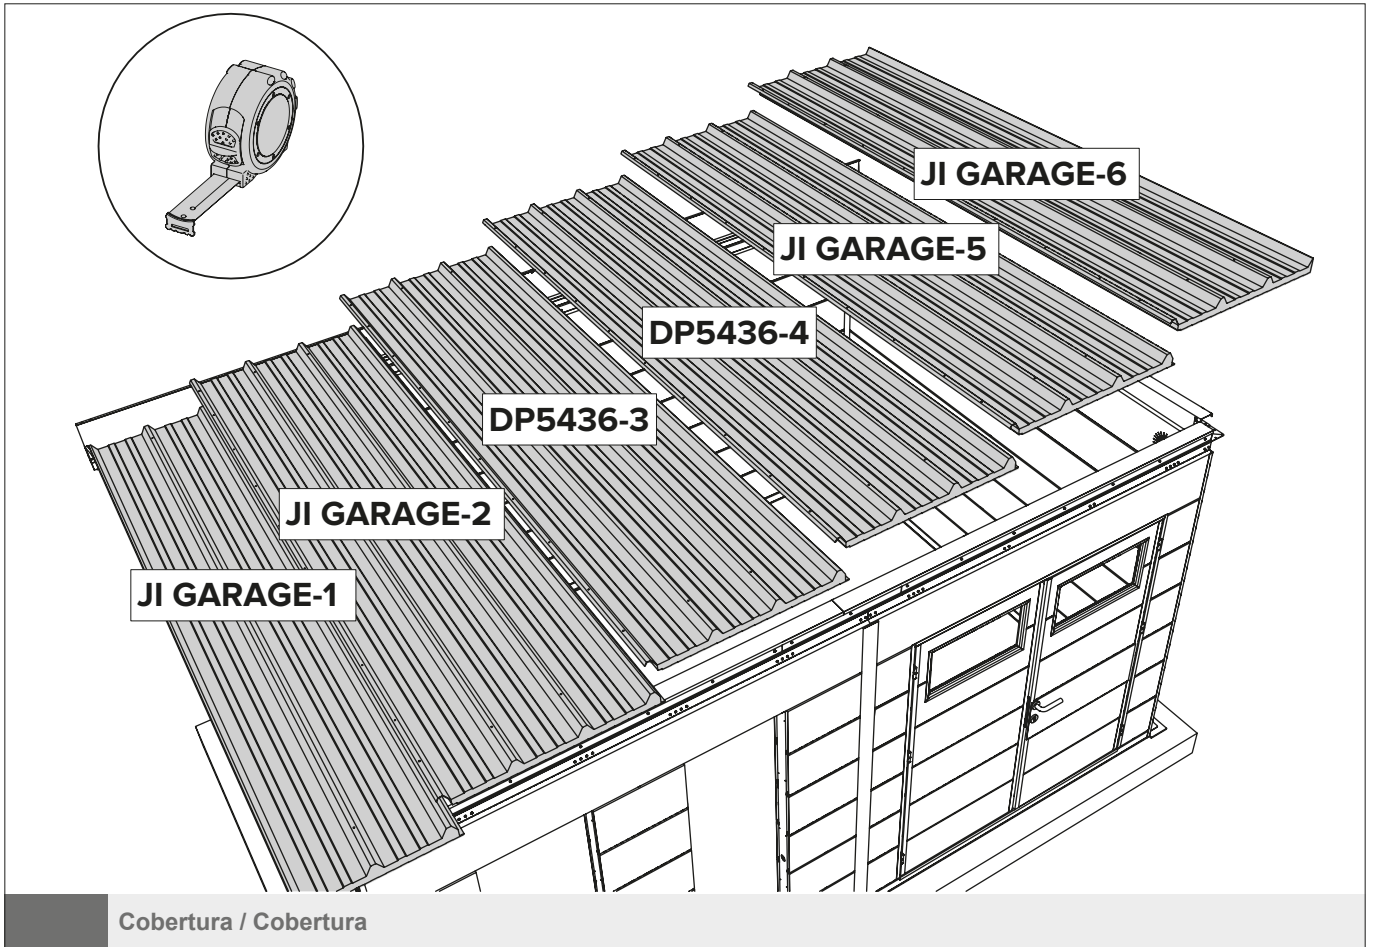 JI GARAGE-6
JI GARAGE-5
DP5436-4
DP5436-3
JI GARAGE-2
JI GARAGE-1
Cobertura / Cobertura